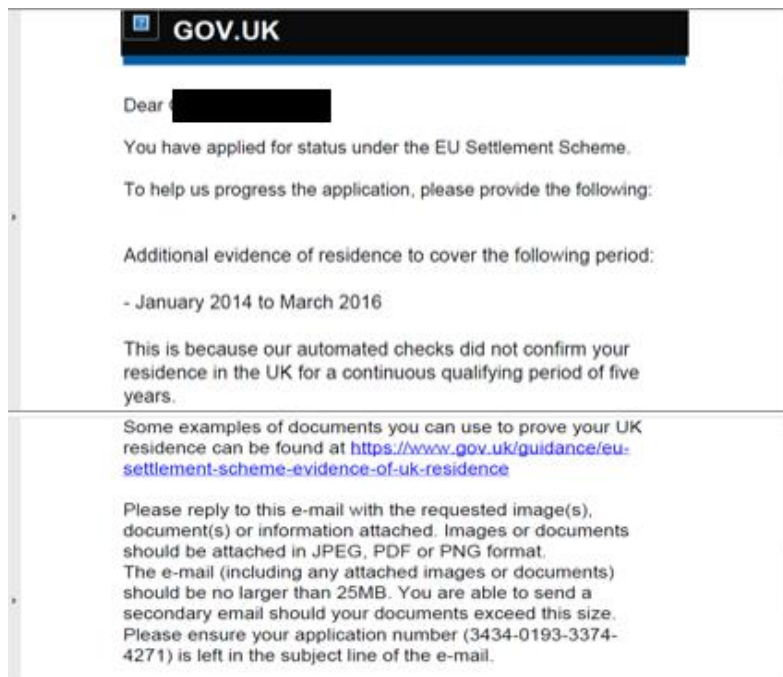 GOV.UK
Dear
You have applied for status under the EU Settlement Scheme.
To help us progress the application, please provide the following:
Additional evidence of residence to cover the following period:
- January 2014 to March 2016
This is because our automated checks did not confirm your
residence in the UK for a continuous qualifying period of five
years.
Some examples of documents you can use to prove your UK
residence can be found at https://www.gov.uk/guidance/eu-
settlement-scheme-evidence-of-uk-residence
Please reply to this e-mail with the requested image(s),
document(s) or information attached. Images or documents
should be attached in JPEG, PDF or PNG format.
The e-mail (including any attached images or documents)
should be no larger than 25MB. You are able to send a
secondary email should your documents exceed this size.
Please ensure your application number (3434-0193-3374-
4271) is left in the subject line of the e-mail.